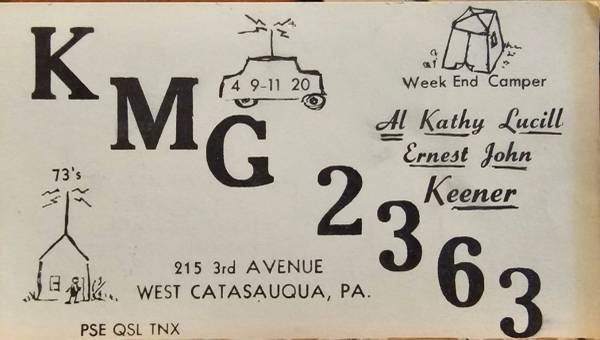 KMG 2363
4 9-11 20
Week End Camper
Al Kathy Lucill
Ernest John
Keener
73's
215 3rd AVENUE
WEST CATASAUQUA, PA.
PSE QSL TNX